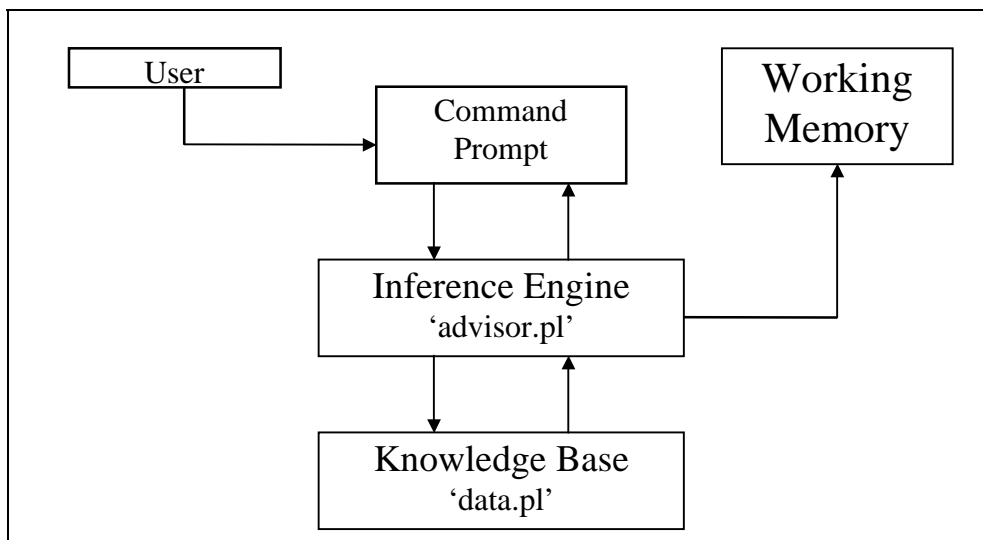 User
Command
Prompt
Working
Memory
Inference Engine
‘advisor.pl’
Knowledge Base
‘data.pl’